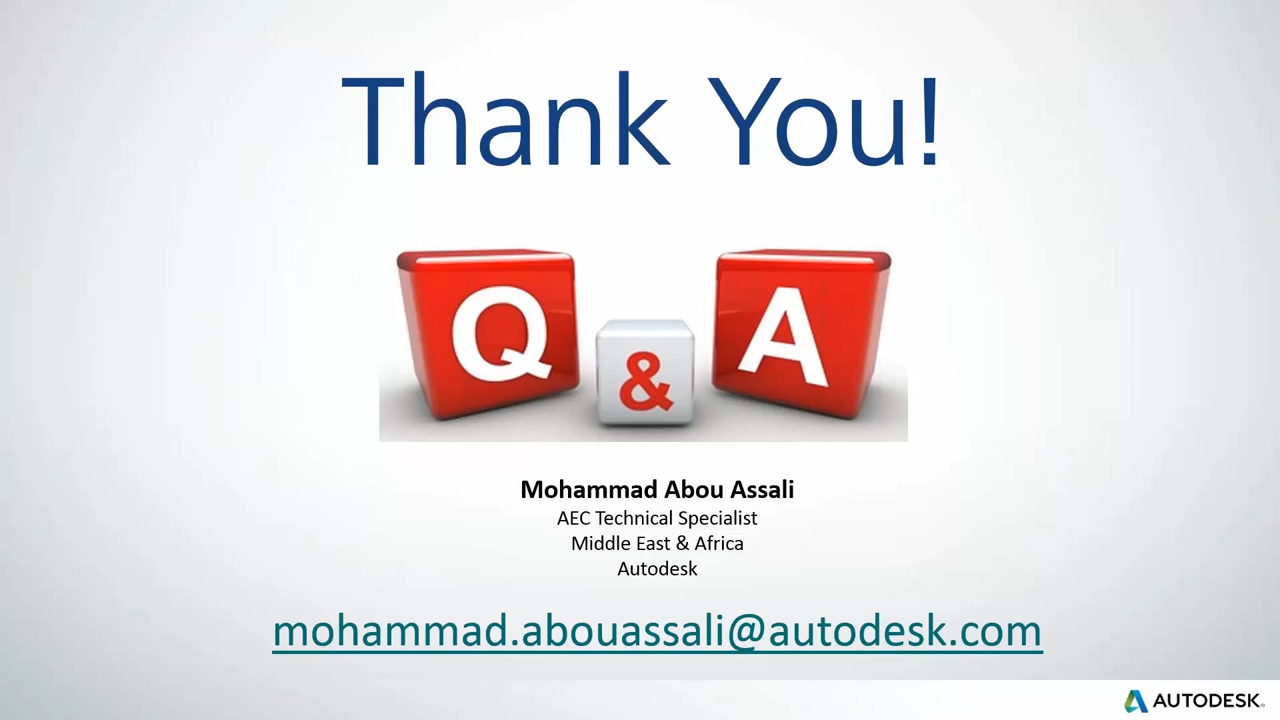 Thank You!
Q & A
Mohammad Abou Assali
AEC Technical Specialist
Middle East & Africa
Autodesk
mohammad.abouassali@autodesk.com
AUTODESK®